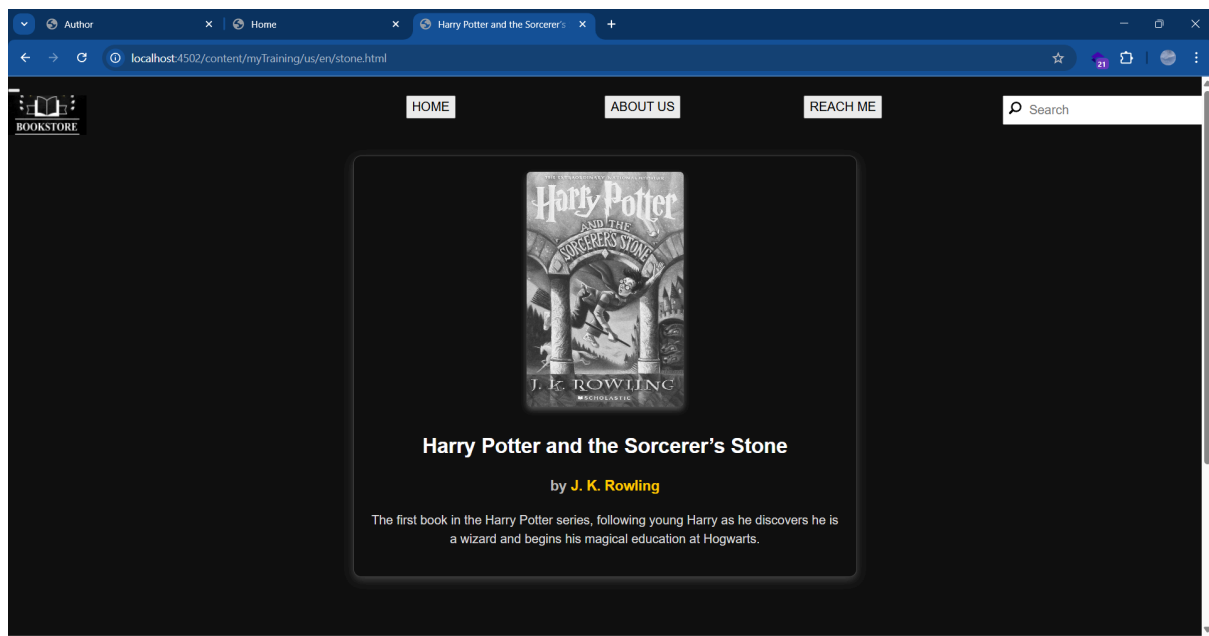 Author
Home
Harry Potter and the Sorcerer's
localhost:4502/content/myTraining/us/en/stone.html
21
BOOKSTORE
HOME
ABOUT US
REACH ME
Search
Harry Potter
AND THE
SORCERER'S STONE
J. K. ROWLING
SCHOLASTIC
Harry Potter and the Sorcerer’s Stone
by J. K. Rowling
The first book in the Harry Potter series, following young Harry as he discovers he is
a wizard and begins his magical education at Hogwarts.